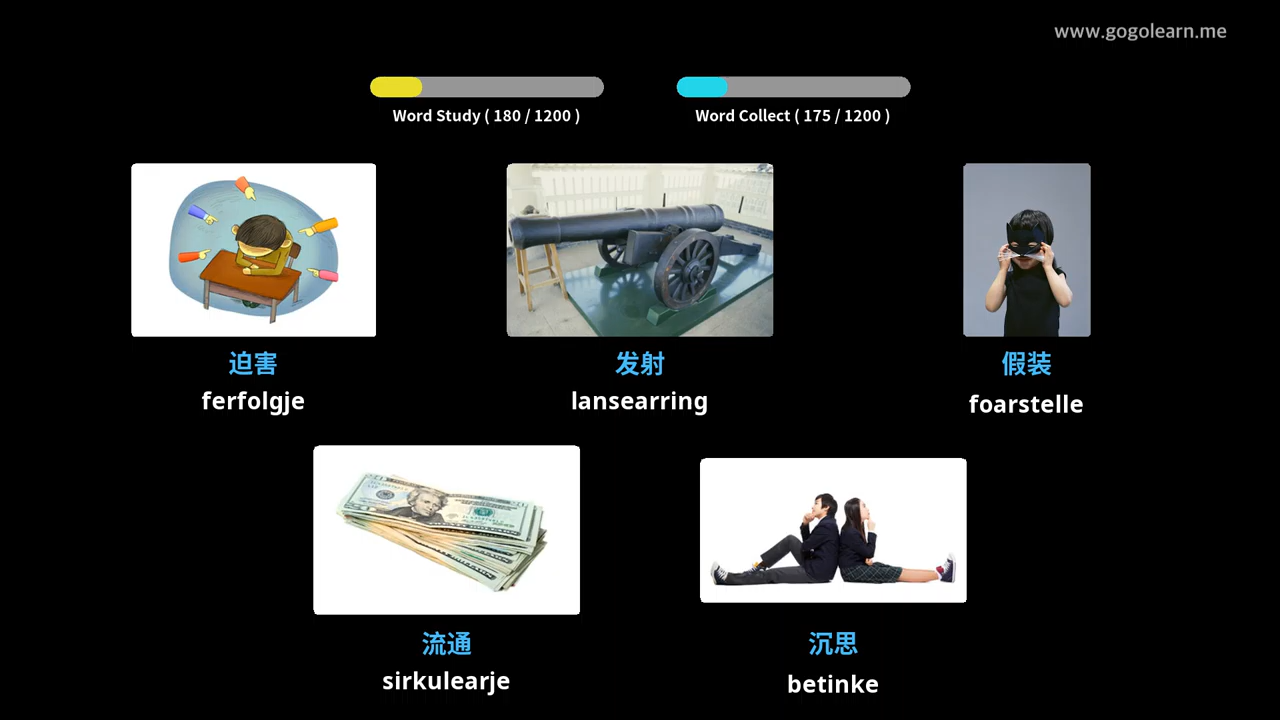 www.gogolearn.me
Word Study ( 180 / 1200 )
Word Collect ( 175 / 1200 )
迫害
ferfolgje
发射
lansearring
假装
foarstelle
流通
sirkulearje
沉思
betinke